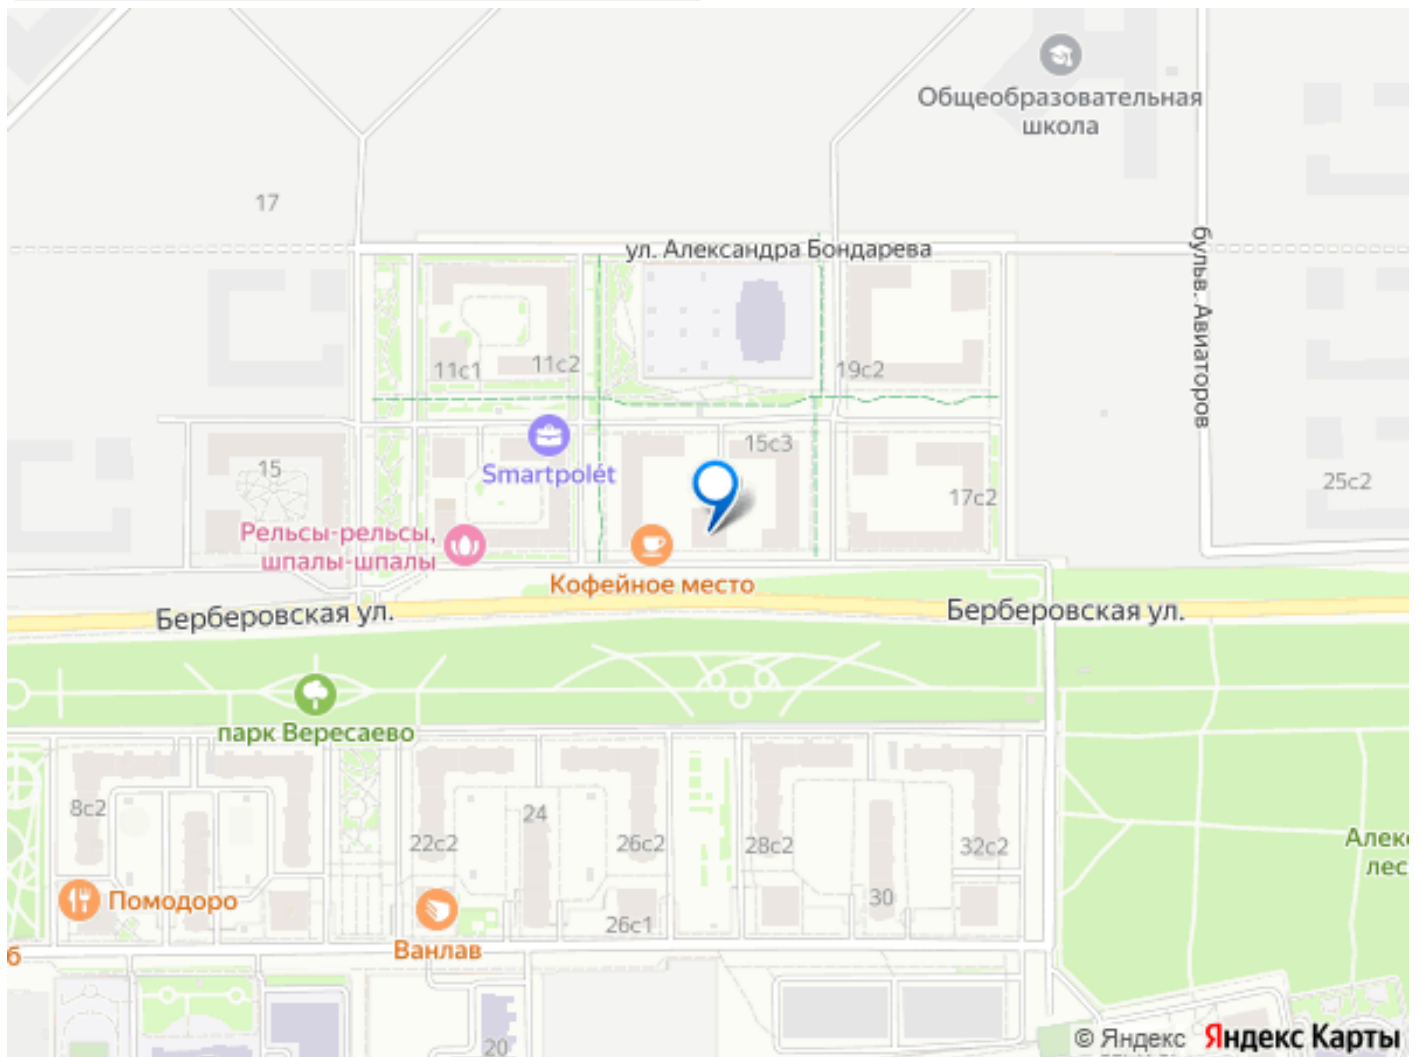 Общеобразовательная
школа
17
ул. Александра Бондарева
бульв. Авиаторов
11с1
11с2
19с2
15с3
15
Smartpolét
17с2
25с2
Рельсы-рельсы,
шпалы-шпалы
Кофейное место
Берберовская ул.
Берберовская ул.
парк Вересаево
8с2
24
22с2
26с2
28с2
32с2
Алек
лес
30
Помодоро
26с1
Ванлав
б
20
© Яндекс Яндекс Карты